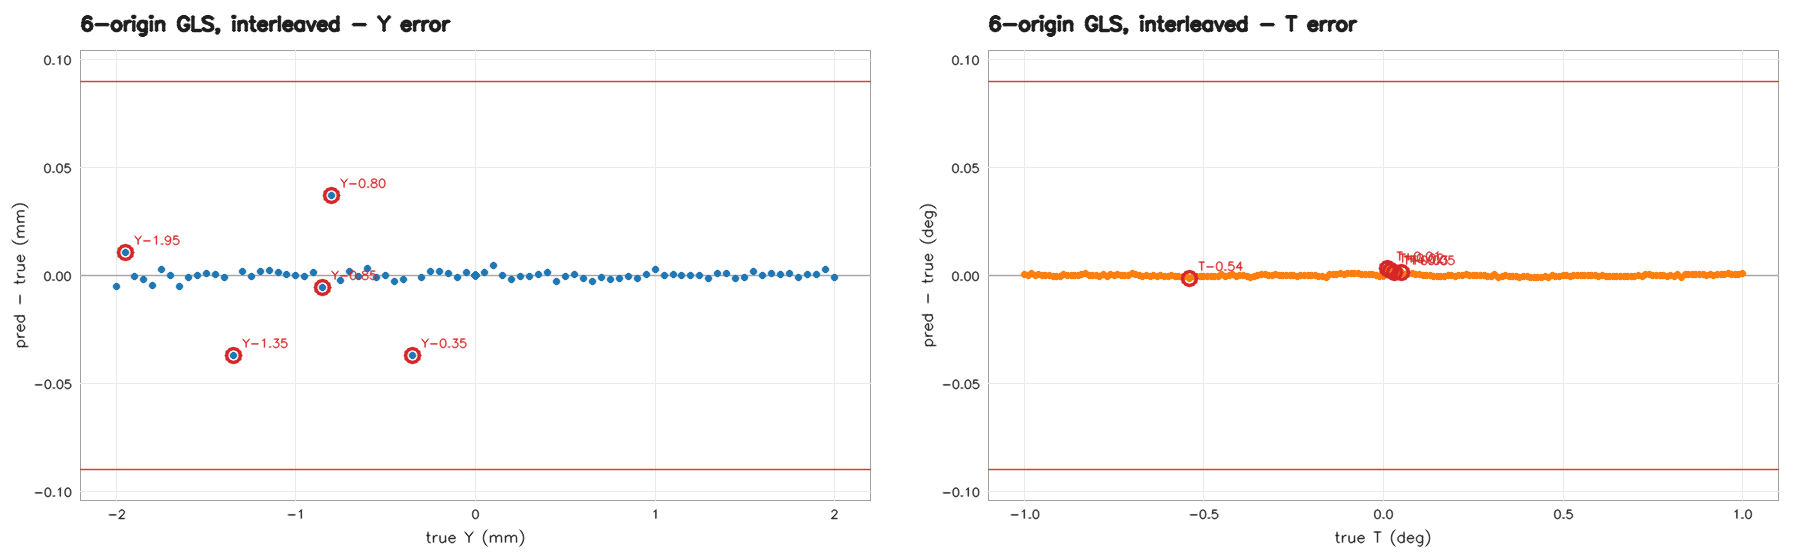 6-origin GLS, interleaved - Y error
0.10
0.05
0.00
-0.05
-0.10
pred - true (mm)
Y-0.80
Y-1.95
Y-0.85
Y-1.35
Y-0.35
-2
-1
0
1
2
true Y (mm)
6-origin GLS, interleaved - T error
0.10
0.05
0.00
-0.05
-0.10
pred - true (deg)
T-0.54
-1.0
-0.5
0.0
0.5
1.0
true T (deg)